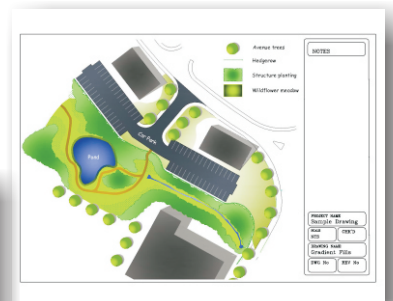 Avenue trees
Hedgerow
Structure planting
Wildflower meadow
NOTES
Car Park
Pond
PROJECT NAME
Sample Drawing
SCALE
NTS
CHK'D
DRAWING NAME
Gradient Fills
DWG No
REV No